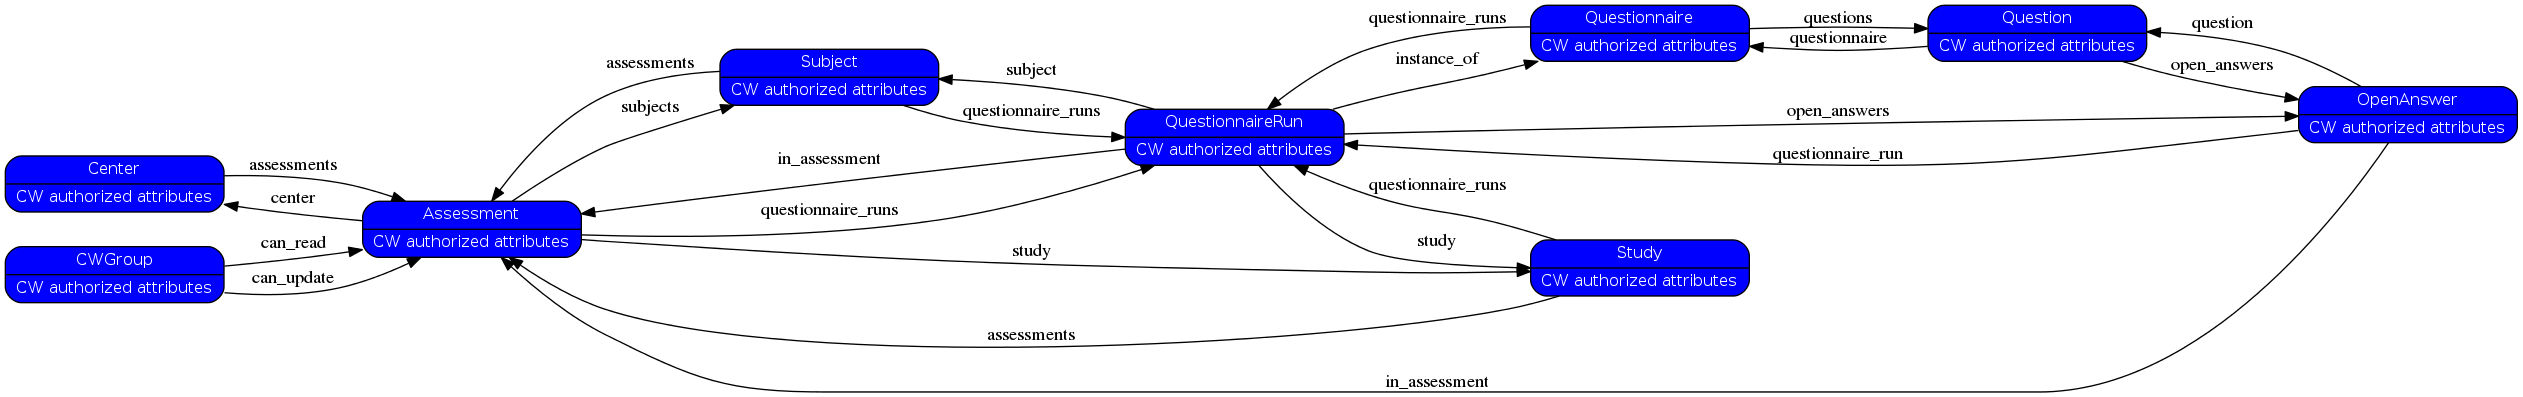 questionnaire_runs
Questionnaire
CW authorized attributes
questions
questionnaire
Question
CW authorized attributes
question
open_answers
instance_of
assessments
Subject
CW authorized attributes
subjects
subject
questionnaire_runs
QuestionnaireRun
CW authorized attributes
open_answers
questionnaire_run
OpenAnswer
CW authorized attributes
Center
CW authorized attributes
assessments
center
in_assessment
questionnaire_runs
questionnaire_runs
Assessment
CW authorized attributes
CWGroup
CW authorized attributes
can_read
can_update
study
study
Study
CW authorized attributes
assessments
in_assessment